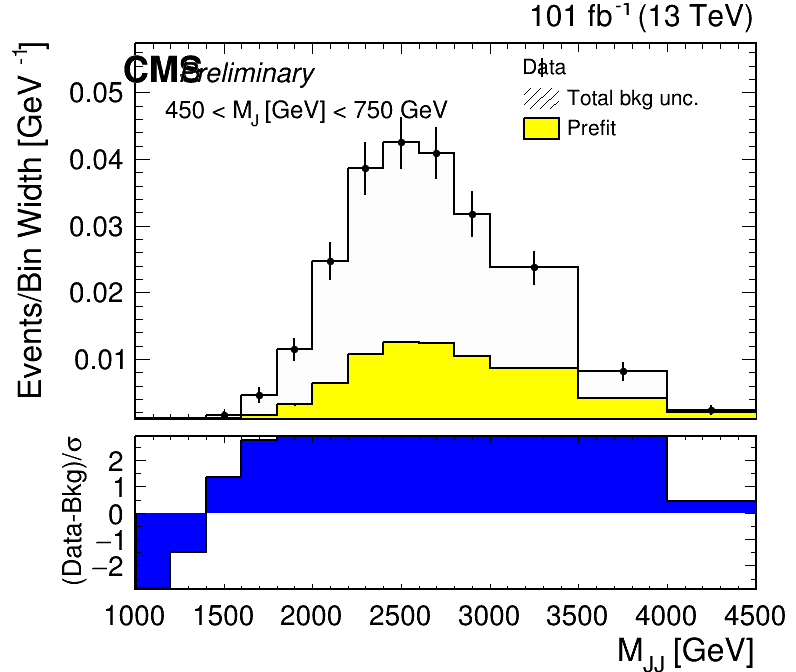 101 fb⁻¹ (13 TeV)
CMS Preliminary
450 < M_J [GeV] < 750 GeV
Data
Total bkg unc.
Prefit
Events/Bin Width [GeV⁻¹]
0.05
0.04
0.03
0.02
0.01
(Data-Bkg)/σ
2
1
0
−1
−2
1000 1500 2000 2500 3000 3500 4000 4500
M_JJ [GeV]